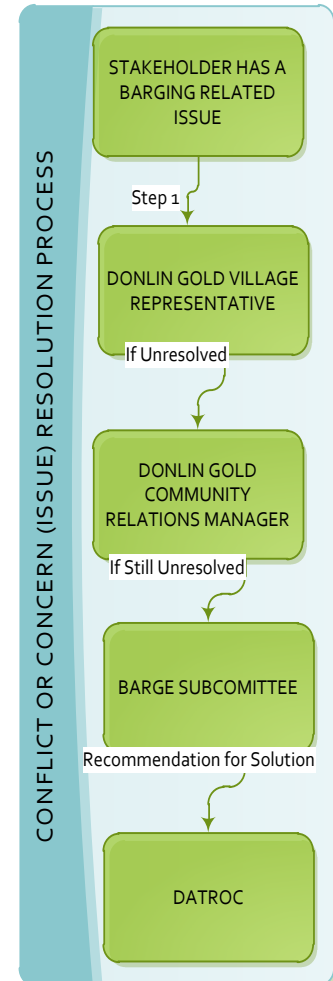 CONFLICT OR CONCERN (ISSUE) RESOLUTION PROCESS
STAKEHOLDER HAS A
BARGING RELATED
ISSUE
Step 1
DONLIN GOLD VILLAGE
REPRESENTATIVE
If Unresolved
DONLIN GOLD
COMMUNITY
RELATIONS MANAGER
If Still Unresolved
BARGE SUBCOMITTEE
Recommendation for Solution
DATROC